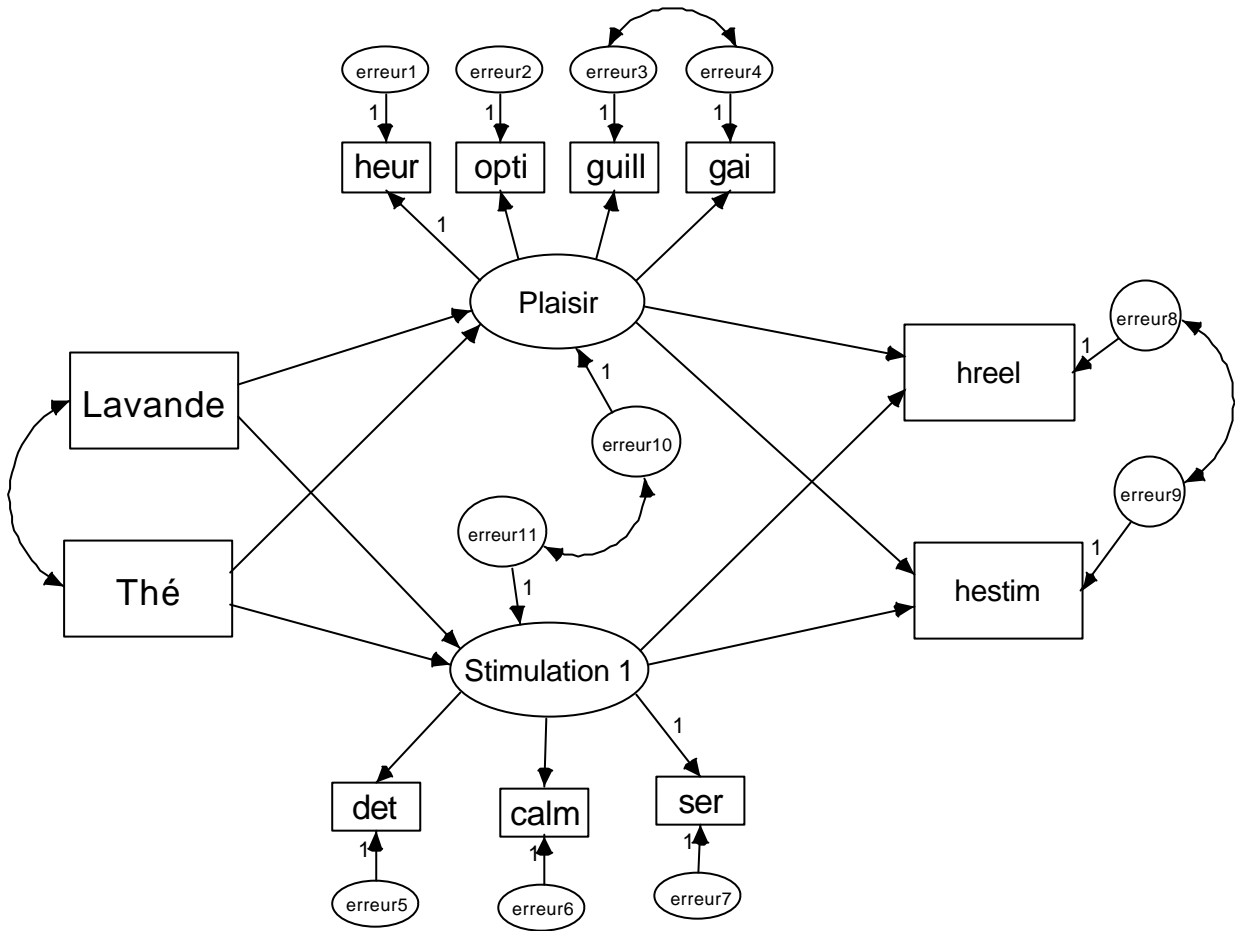 erreur1
erreur2
erreur3
erreur4
1
1
1
1
heur
opti
guill
gai
1
Plaisir
erreur8
1
hreel
Lavande
1
erreur10
erreur9
erreur11
1
1
Thé
hestim
Stimulation 1
1
det
calm
ser
1
1
1
erreur5
erreur6
erreur7